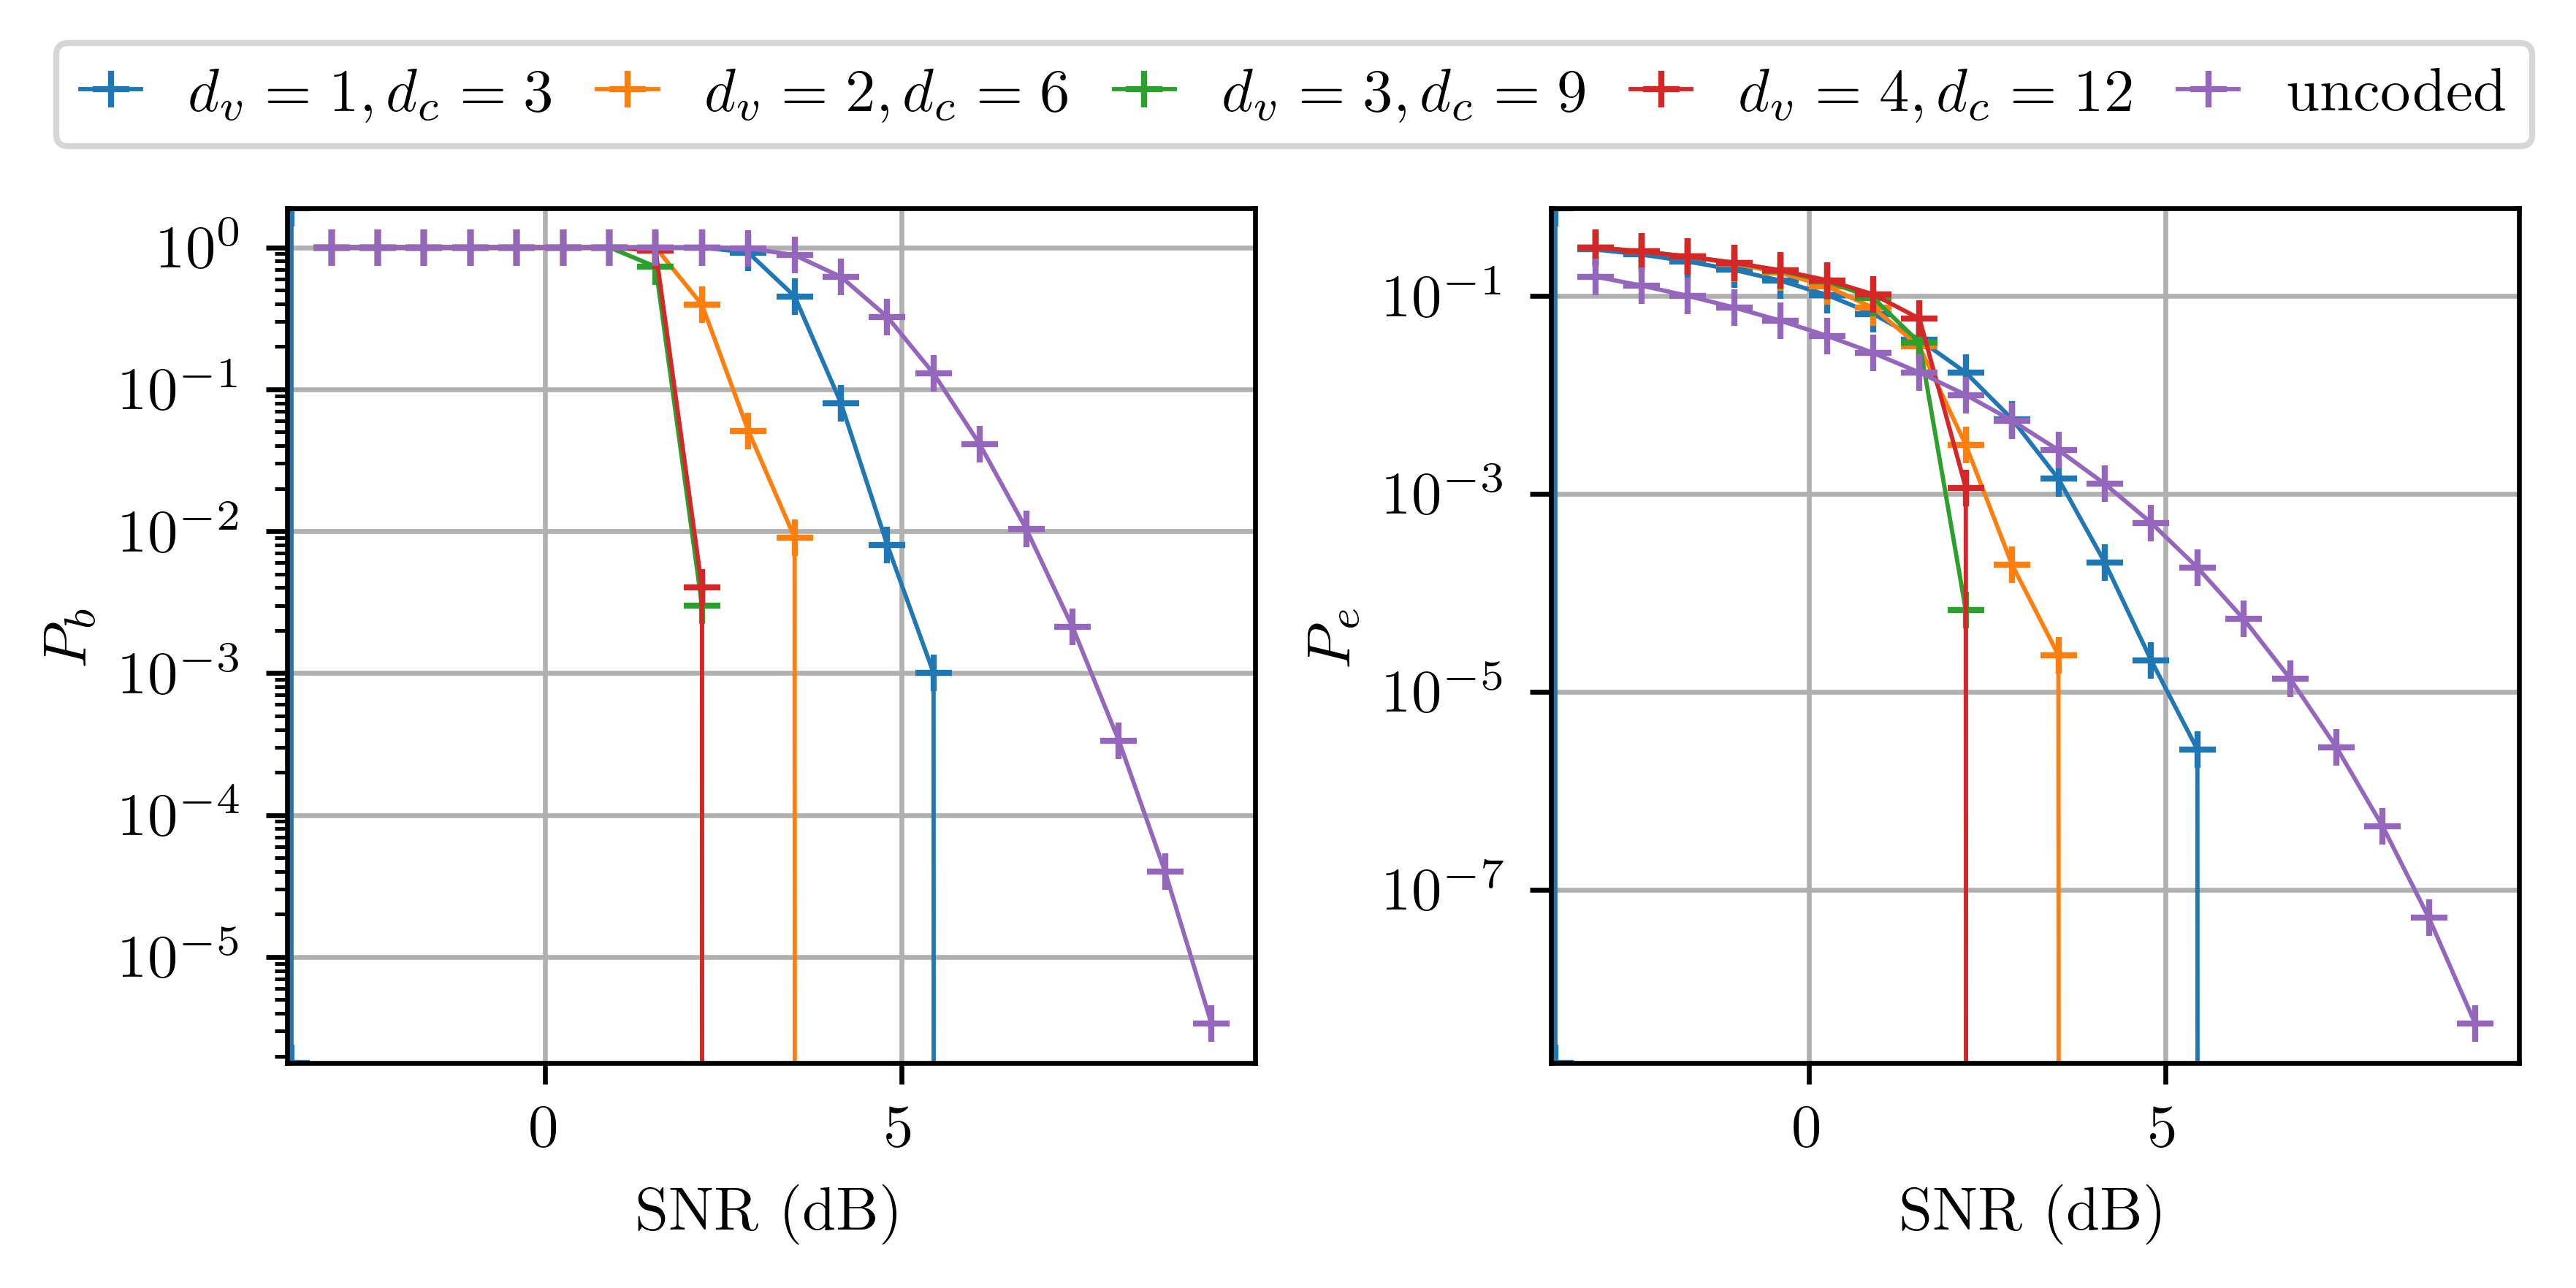 d_v = 1, d_c = 3 d_v = 2, d_c = 6 d_v = 3, d_c = 9 d_v = 4, d_c = 12 uncoded
10^0
10^{-1}
10^{-2}
10^{-3}
10^{-4}
10^{-5}
P_b
0 5
SNR (dB)
10^{-1}
10^{-3}
10^{-5}
10^{-7}
P_e
0 5
SNR (dB)